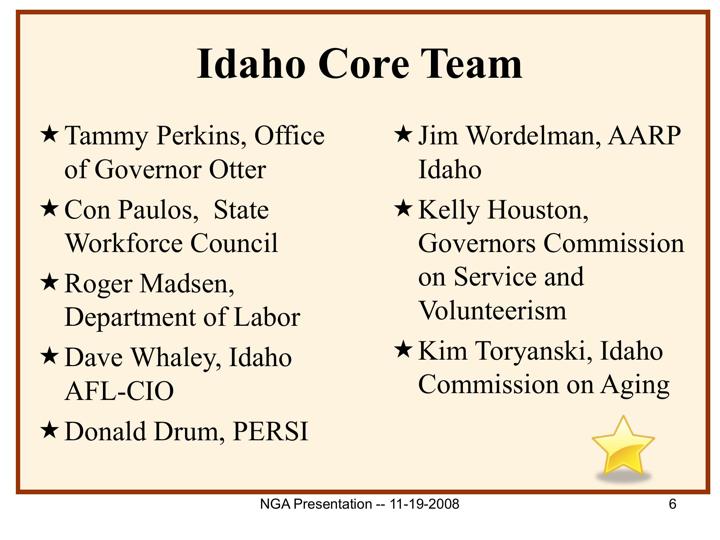 Idaho Core Team
★ Tammy Perkins, Office
of Governor Otter
★ Con Paulos,  State
Workforce Council
★ Roger Madsen,
Department of Labor
★ Dave Whaley, Idaho
AFL-CIO
★ Donald Drum, PERSI
★ Jim Wordelman, AARP
Idaho
★ Kelly Houston,
Governors Commission
on Service and
Volunteerism
★ Kim Toryanski, Idaho
Commission on Aging
NGA Presentation -- 11-19-2008
6